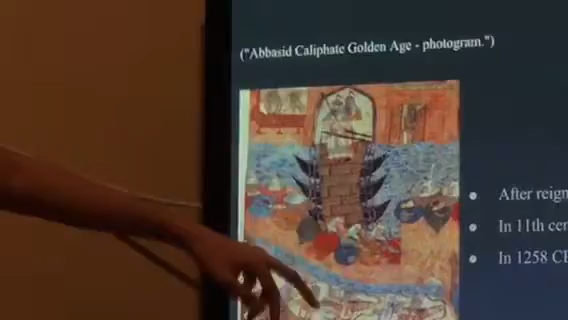 ("Abbasid Caliphate Golden Age - photogram.")
After reign
In 11th cen
In 1258 CE